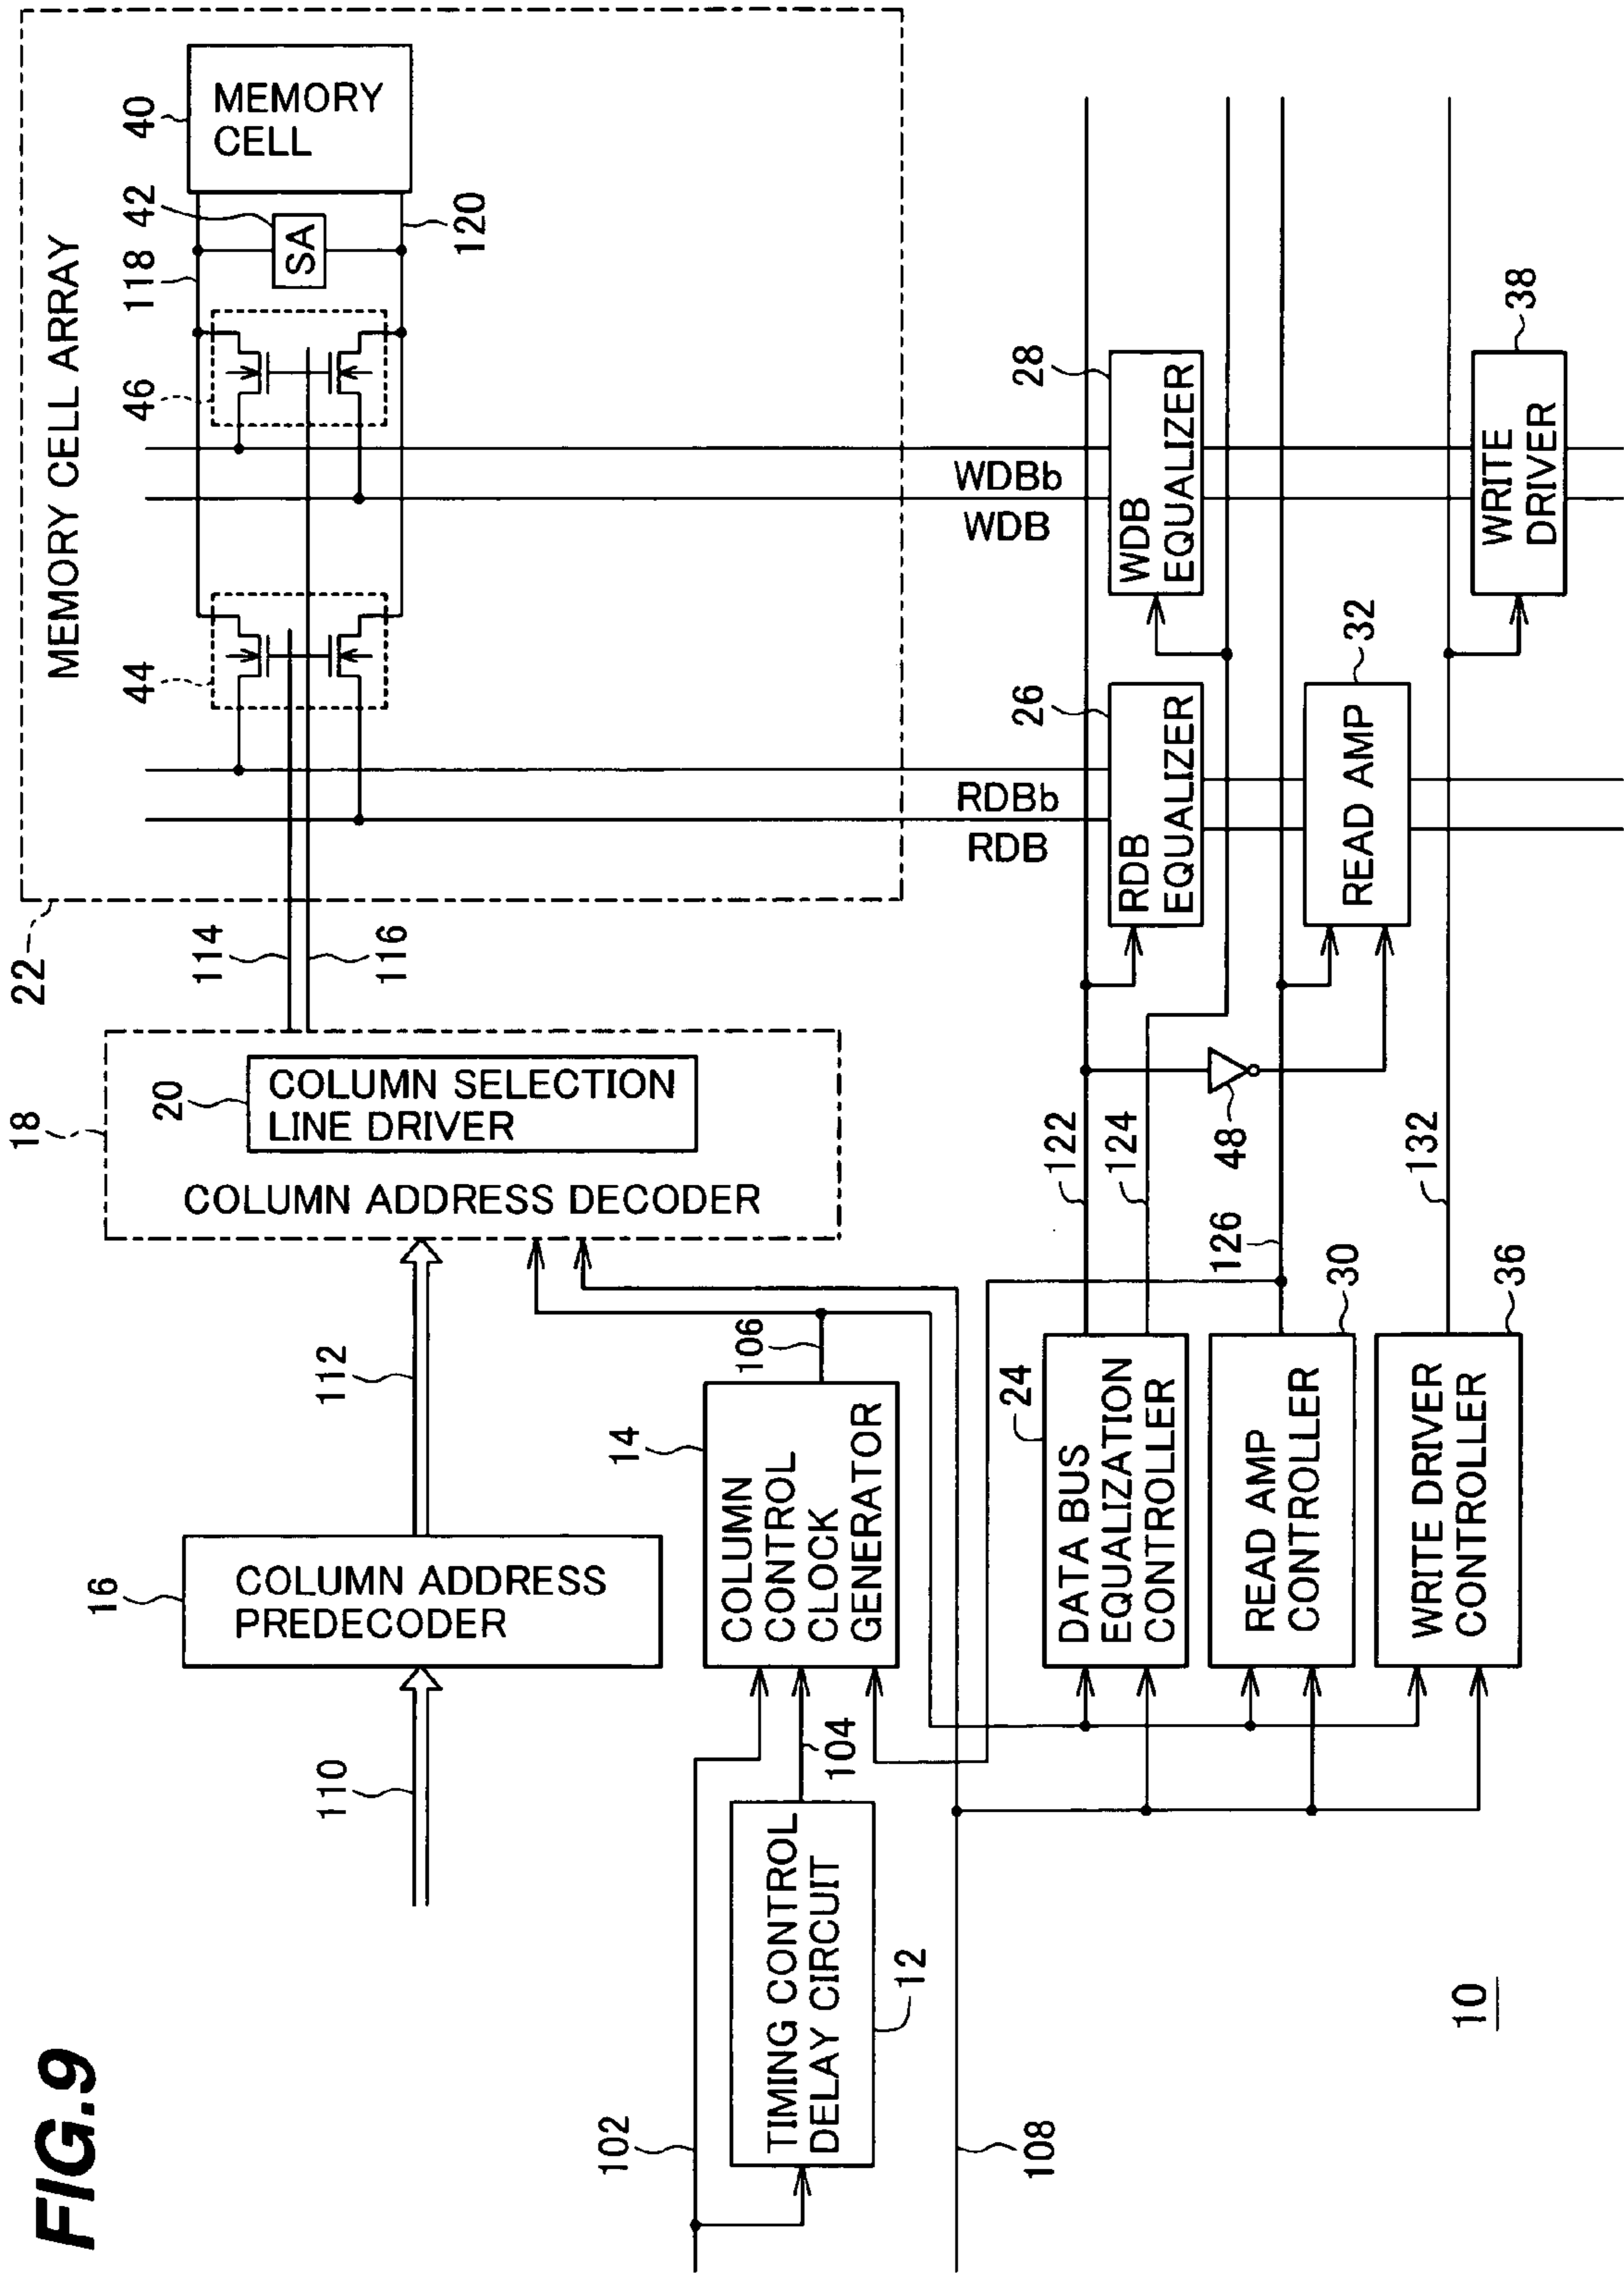 FIG.9
110
16
COLUMN ADDRESS
PREDECODER
112
18
20
COLUMN SELECTION
LINE DRIVER
COLUMN ADDRESS DECODER
22
114
116
MEMORY CELL ARRAY
44
46
118
42
SA
120
40
MEMORY
CELL
102
TIMING CONTROL
DELAY CIRCUIT
12
104
14
COLUMN
CONTROL
CLOCK
GENERATOR
106
108
RDBb
RDB
WDBb
WDB
24
DATA BUS
EQUALIZATION
CONTROLLER
122
124
26
RDB
EQUALIZER
28
WDB
EQUALIZER
READ AMP
CONTROLLER
30
126
48
READ AMP
32
WRITE DRIVER
CONTROLLER
36
132
WRITE
DRIVER
38
10